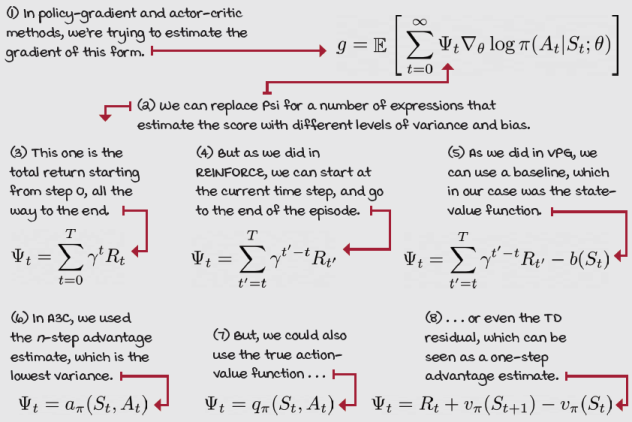 (1) In policy-gradient and actor-critic
methods, we're trying to estimate the
gradient of this form.
g = 𝔼 [ ∑_{t=0}^{∞} Ψ_t ∇_θ log π(A_t|S_t; θ) ]
(2) We can replace Psi for a number of expressions that
estimate the score with different levels of variance and bias.
(3) This one is the
total return starting
from step 0, all the
way to the end.
Ψ_t = ∑_{t=0}^{T} γ^t R_t
(4) But as we did in
REINFORCE, we can start at
the current time step, and go
to the end of the episode.
Ψ_t = ∑_{t'=t}^{T} γ^{t'-t} R_{t'}
(5) As we did in VPG, we
can use a baseline, which
in our case was the state-
value function.
Ψ_t = ∑_{t'=t}^{T} γ^{t'-t} R_{t'} − b(S_t)
(6) In A3C, we used
the n-step advantage
estimate, which is the
lowest variance.
Ψ_t = a_π(S_t, A_t)
(7) But, we could also
use the true action-
value function . . .
Ψ_t = q_π(S_t, A_t)
(8) . . . or even the TD
residual, which can be
seen as a one-step
advantage estimate.
Ψ_t = R_t + v_π(S_{t+1}) − v_π(S_t)